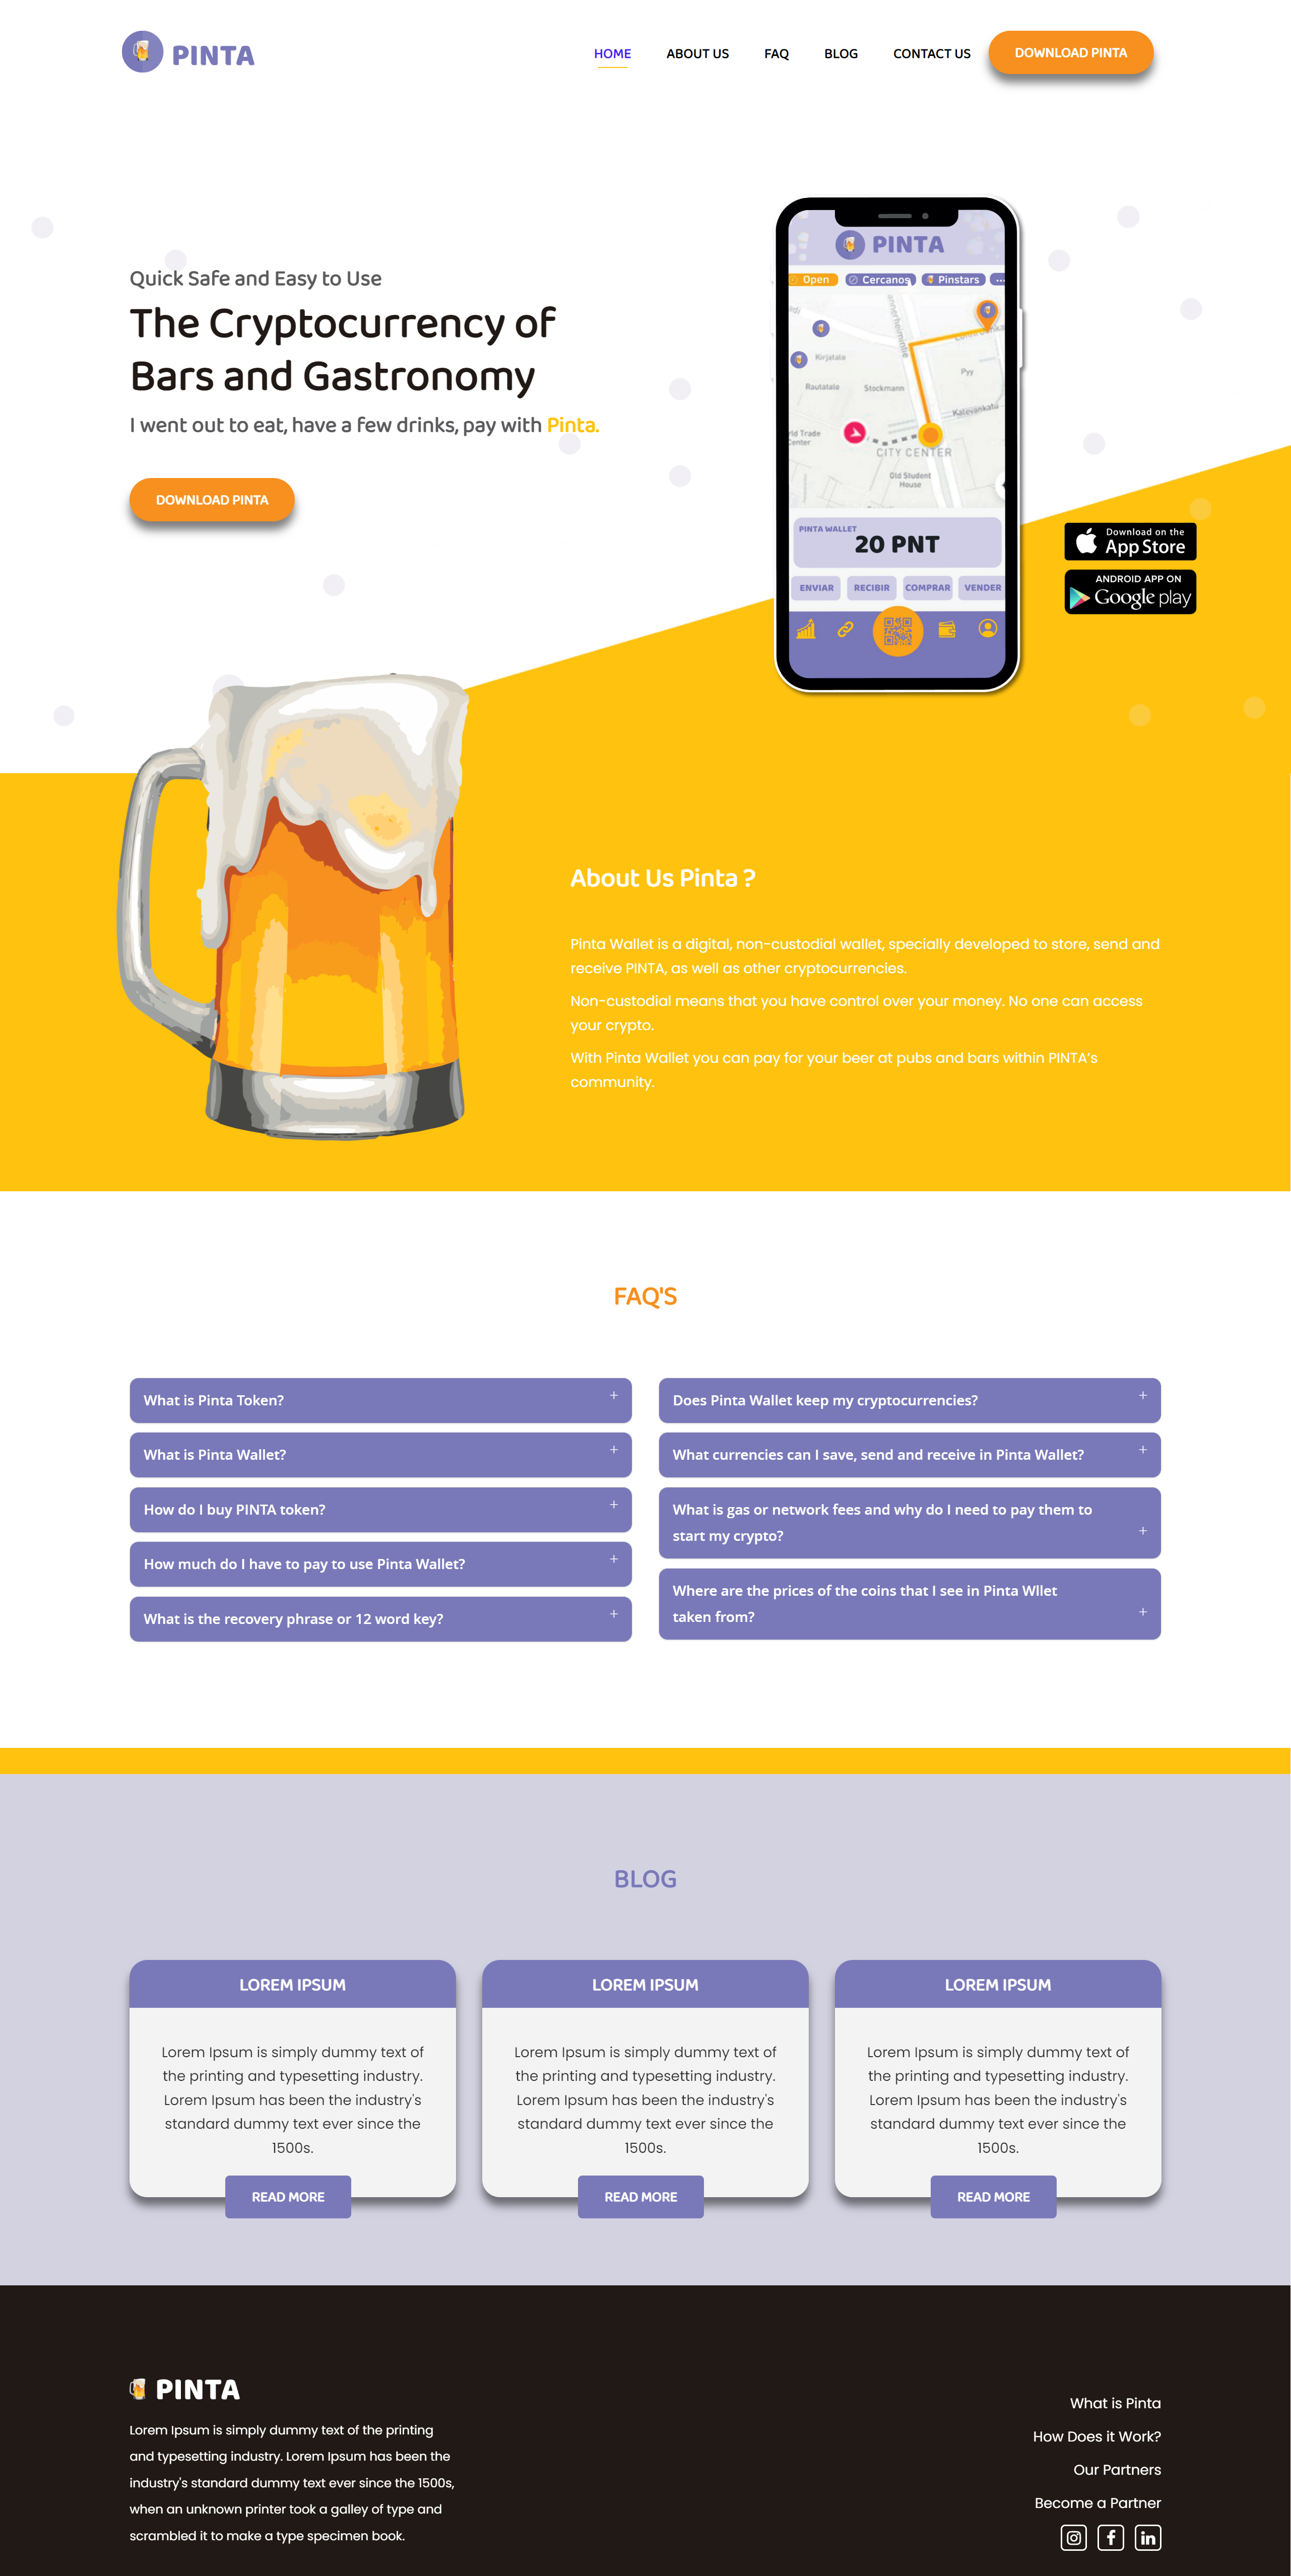 PINTA
HOME ABOUT US FAQ BLOG CONTACT US DOWNLOAD PINTA
Quick Safe and Easy to Use
The Cryptocurrency of
Bars and Gastronomy
I went out to eat, have a few drinks, pay with Pinta.
DOWNLOAD PINTA
PINTA
Open Cercanos Pinstars ...
Kirjatale
Rautatale Stockmann
Pyy
Kalevankatu
CITY CENTER
Old Student
House
PINTA WALLET
20 PNT
ENVIAR RECIBIR COMPRAR VENDER
Download on the
App Store
ANDROID APP ON
Google play
About Us Pinta ?
Pinta Wallet is a digital, non-custodial wallet, specially developed to store, send and
receive PINTA, as well as other cryptocurrencies.
Non-custodial means that you have control over your money. No one can access
your crypto.
With Pinta Wallet you can pay for your beer at pubs and bars within PINTA's
community.
FAQ'S
What is Pinta Token? +
What is Pinta Wallet? +
How do I buy PINTA token? +
How much do I have to pay to use Pinta Wallet? +
What is the recovery phrase or 12 word key? +
Does Pinta Wallet keep my cryptocurrencies? +
What currencies can I save, send and receive in Pinta Wallet? +
What is gas or network fees and why do I need to pay them to
start my crypto? +
Where are the prices of the coins that I see in Pinta Wllet
taken from? +
BLOG
LOREM IPSUM
Lorem Ipsum is simply dummy text of
the printing and typesetting industry.
Lorem Ipsum has been the industry's
standard dummy text ever since the
1500s.
READ MORE
LOREM IPSUM
Lorem Ipsum is simply dummy text of
the printing and typesetting industry.
Lorem Ipsum has been the industry's
standard dummy text ever since the
1500s.
READ MORE
LOREM IPSUM
Lorem Ipsum is simply dummy text of
the printing and typesetting industry.
Lorem Ipsum has been the industry's
standard dummy text ever since the
1500s.
READ MORE
PINTA
Lorem Ipsum is simply dummy text of the printing
and typesetting industry. Lorem Ipsum has been the
industry's standard dummy text ever since the 1500s,
when an unknown printer took a galley of type and
scrambled it to make a type specimen book.
What is Pinta
How Does it Work?
Our Partners
Become a Partner